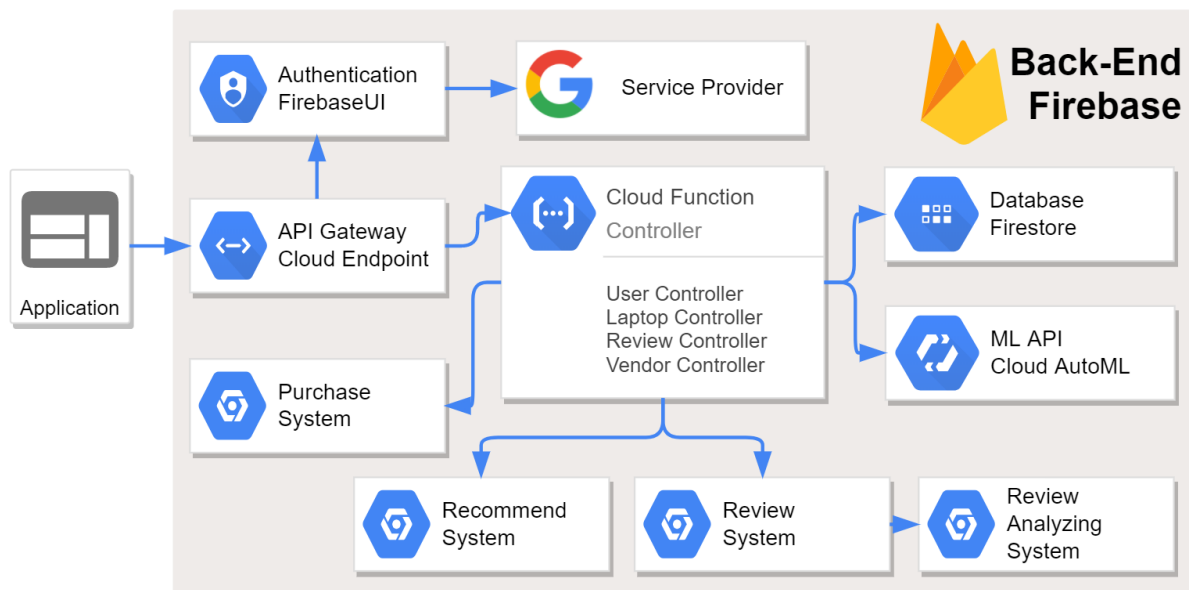 Back-End
Firebase
Authentication
FirebaseUI
Service Provider
Application
API Gateway
Cloud Endpoint
Cloud Function
Controller
User Controller
Laptop Controller
Review Controller
Vendor Controller
Database
Firestore
ML API
Cloud AutoML
Purchase
System
Recommend
System
Review
System
Review
Analyzing
System